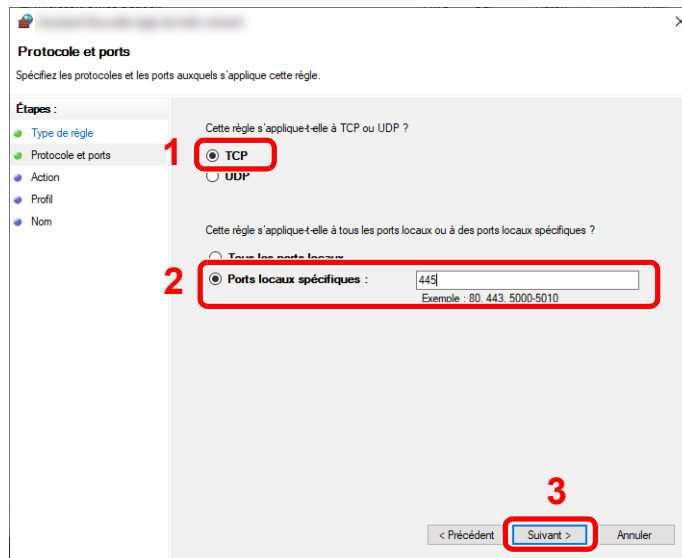 Protocole et ports
Spécifiez les protocoles et les ports auxquels s'applique cette règle.
Étapes :
Type de règle
Protocole et ports
Action
Profil
Nom
Cette règle s'applique-t-elle à TCP ou UDP ?
1
TCP
UDP
Cette règle s'applique-t-elle à tous les ports locaux ou à des ports locaux spécifiques ?
Tous les ports locaux
2
Ports locaux spécifiques :
445
Exemple : 80, 443, 5000-5010
3
< Précédent
Suivant >
Annuler